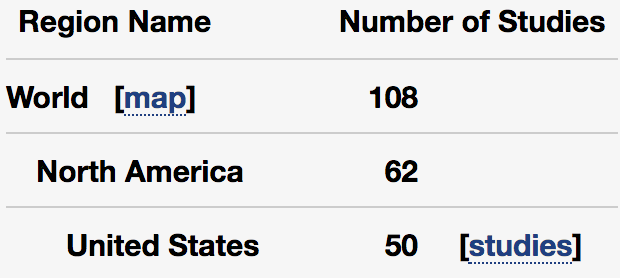 Region Name Number of Studies
World [map] 108
North America 62
United States 50 [studies]